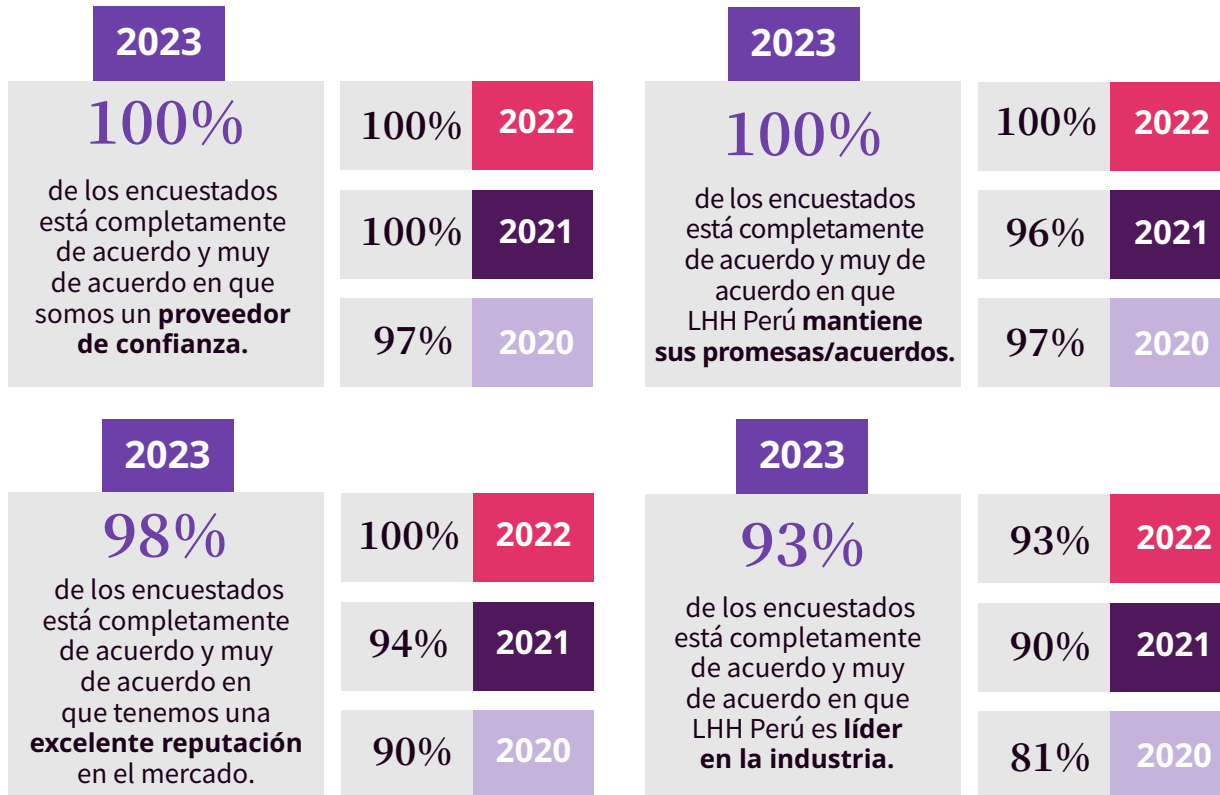 2023
100%
de los encuestados
está completamente
de acuerdo y muy
de acuerdo en que
somos un proveedor
de confianza.
100% 2022
100% 2021
97% 2020
2023
100%
de los encuestados
está completamente
de acuerdo y muy de
acuerdo en que
LHH Perú mantiene
sus promesas/acuerdos.
100% 2022
96% 2021
97% 2020
2023
98%
de los encuestados
está completamente
de acuerdo y muy
de acuerdo en
que tenemos una
excelente reputación
en el mercado.
100% 2022
94% 2021
90% 2020
2023
93%
de los encuestados
está completamente
de acuerdo y muy
de acuerdo en que
LHH Perú es líder
en la industria.
93% 2022
90% 2021
81% 2020